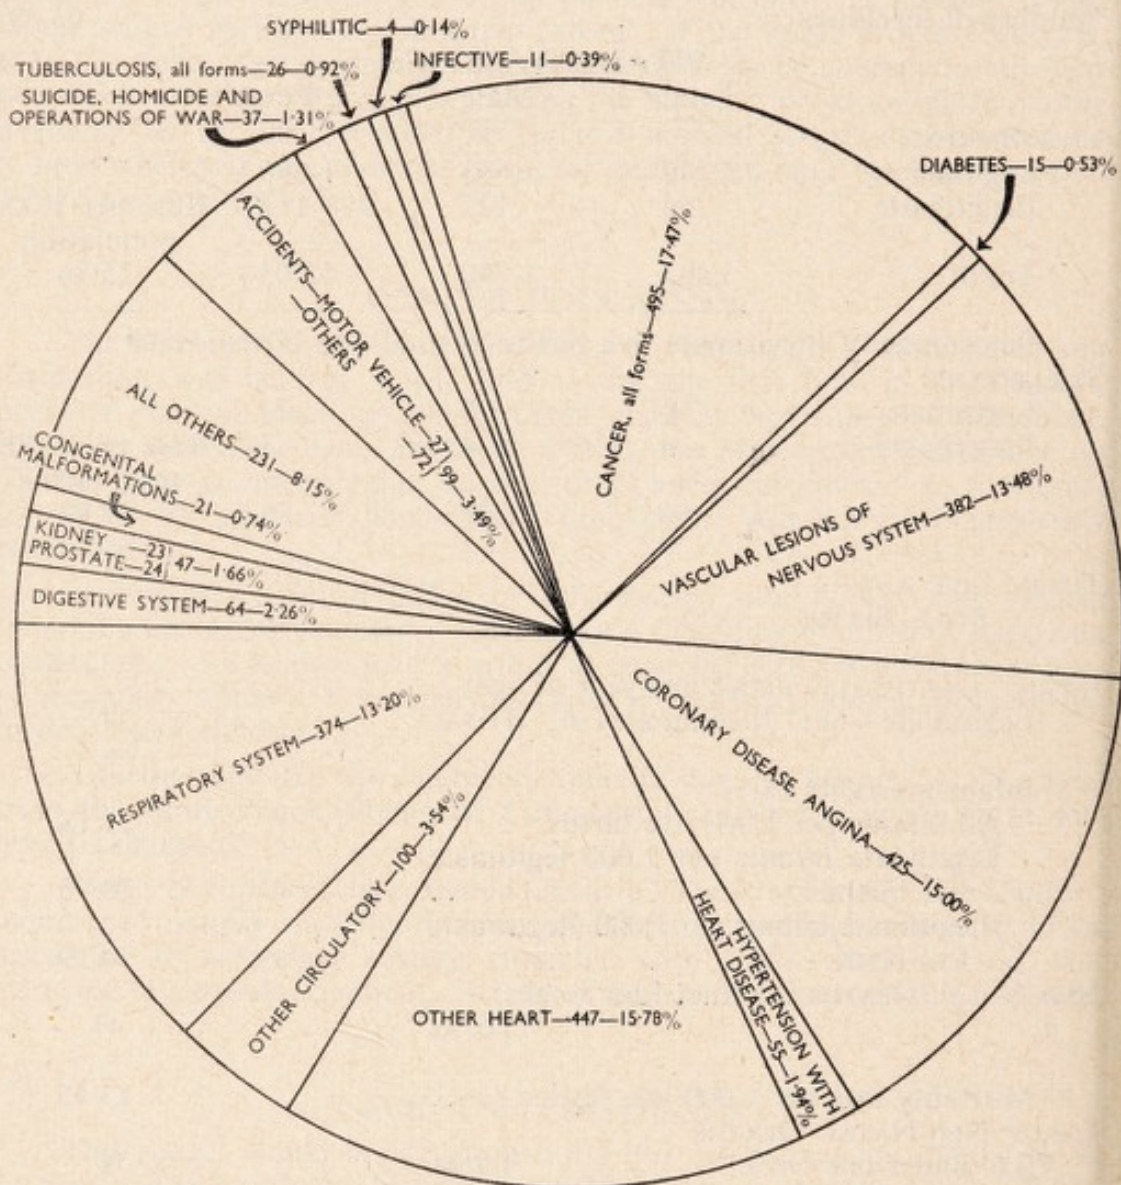 SYPHILITIC—4—0·14%
INFECTIVE—11—0·39%
TUBERCULOSIS, all forms—26—0·92%
SUICIDE, HOMICIDE AND
OPERATIONS OF WAR—37—1·31%
DIABETES—15—0·53%
CANCER, all forms—495—17·47%
ACCIDENTS—MOTOR VEHICLE—27} 99—3·49%
—OTHERS —72}
ALL OTHERS—231—8·15%
CONGENITAL
MALFORMATIONS—21—0·74%
KIDNEY —23} 47—1·66%
PROSTATE—24}
DIGESTIVE SYSTEM—64—2·26%
VASCULAR LESIONS OF
NERVOUS SYSTEM—382—13·48%
CORONARY DISEASE, ANGINA—425—15·00%
RESPIRATORY SYSTEM—374—13·20%
OTHER CIRCULATORY—100—3·54%
OTHER HEART—447—15·78%
HYPERTENSION WITH
HEART DISEASE—55—1·94%